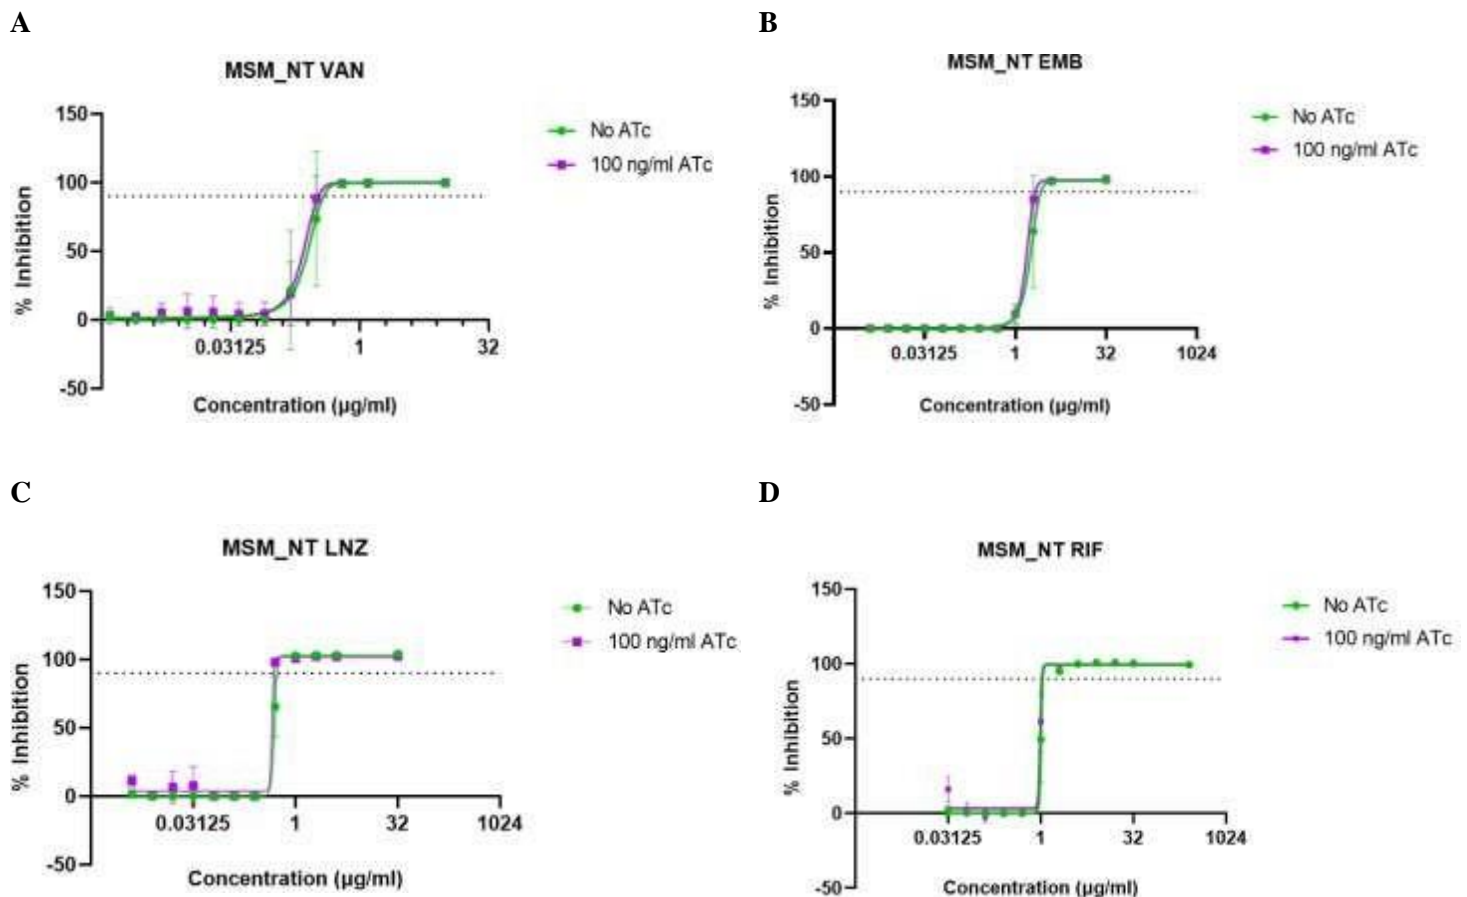 A
MSM_NT VAN
150
100
50
0
-50
% Inhibition
0.03125
1
32
Concentration (µg/ml)
No ATc
100 ng/ml ATc
B
MSM_NT EMB
150
100
50
0
-50
% Inhibition
0.03125
1
32
1024
Concentration (µg/ml)
No ATc
100 ng/ml ATc
C
MSM_NT LNZ
150
100
50
0
-50
% Inhibition
0.03125
1
32
1024
Concentration (µg/ml)
No ATc
100 ng/ml ATc
D
MSM_NT RIF
150
100
50
0
-50
% Inhibition
0.03125
1
32
1024
Concentration (µg/ml)
No ATc
100 ng/ml ATc